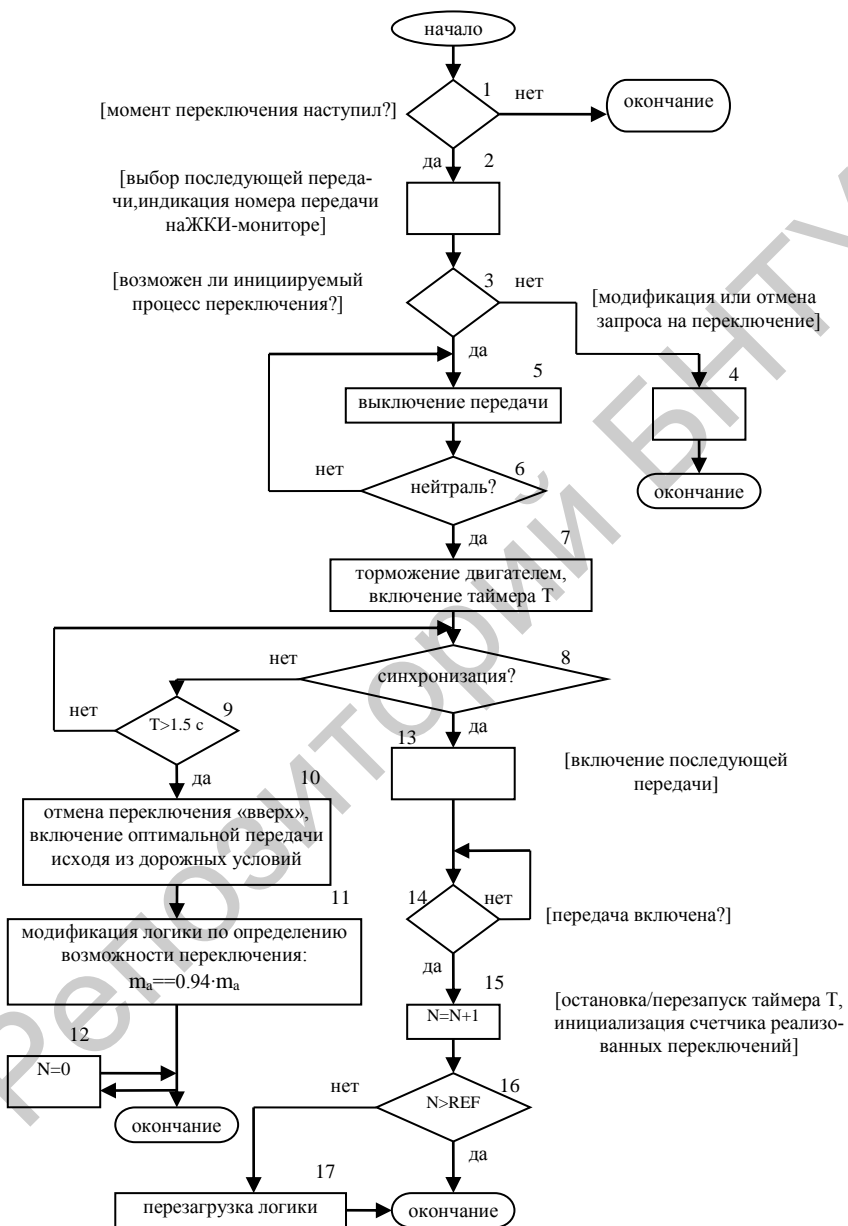 начало
1
нет
[момент переключения наступил?]
окончание
да
2
[выбор последующей переда-
чи,индикация номера передачи
наЖКИ-мониторе]
[возможен ли инициируемый
процесс переключения?]
3
нет
[модификация или отмена
запроса на переключение]
да
5
4
выключение передачи
нет
6
нейтраль?
окончание
да
7
торможение двигателем,
включение таймера Т
нет
8
синхронизация?
нет
9
T>1.5 с
да
13
[включение последующей
передачи]
да
10
отмена переключения «вверх»,
включение оптимальной передачи
исходя из дорожных условий
11
14
нет
[передача включена?]
модификация логики по определению
возможности переключения:
mₐ==0.94·mₐ
да
15
[остановка/перезапуск таймера Т,
инициализация счетчика реализо-
ванных переключений]
N=N+1
12
N=0
нет
16
N>REF
окончание
да
17
перезагрузка логики
окончание
Репозиторий БНТУ